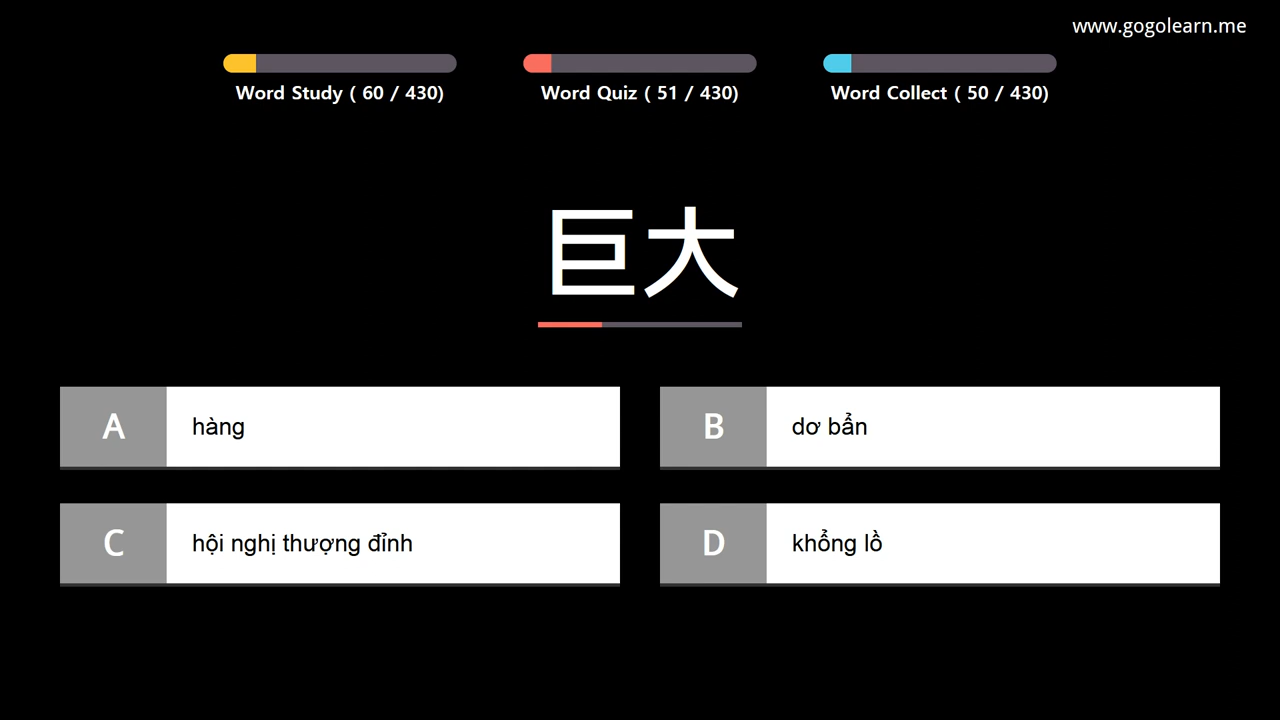 www.gogolearn.me
Word Study ( 60 / 430)
Word Quiz ( 51 / 430)
Word Collect ( 50 / 430)
巨大
A hàng
B dơ bẩn
C hội nghị thượng đỉnh
D khổng lồ